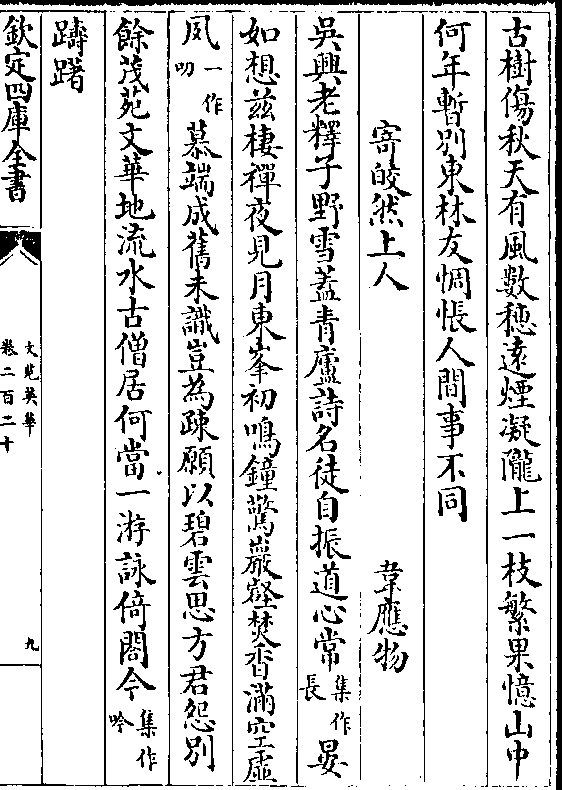 古樹傷秋天有風數穗遠煙凝隴上一枝繁果憶山中
何年暫别東林友惆悵人間事不同
寄皎然上人 韋應物
吳興老釋子野雪蓋青廬詩名徒自振道心常集作長晏
如想兹棲禪夜見月東峯初鳴鐘驚巖壑焚香滿空虛
夙一作叨慕端成舊未識豈為疎願以碧雲思方君怨别
餘茂苑文華地流水古僧居何當一游詠倚閣令集作吟
躊躇
欽定四庫全書
文苑英華
卷二百二十
九